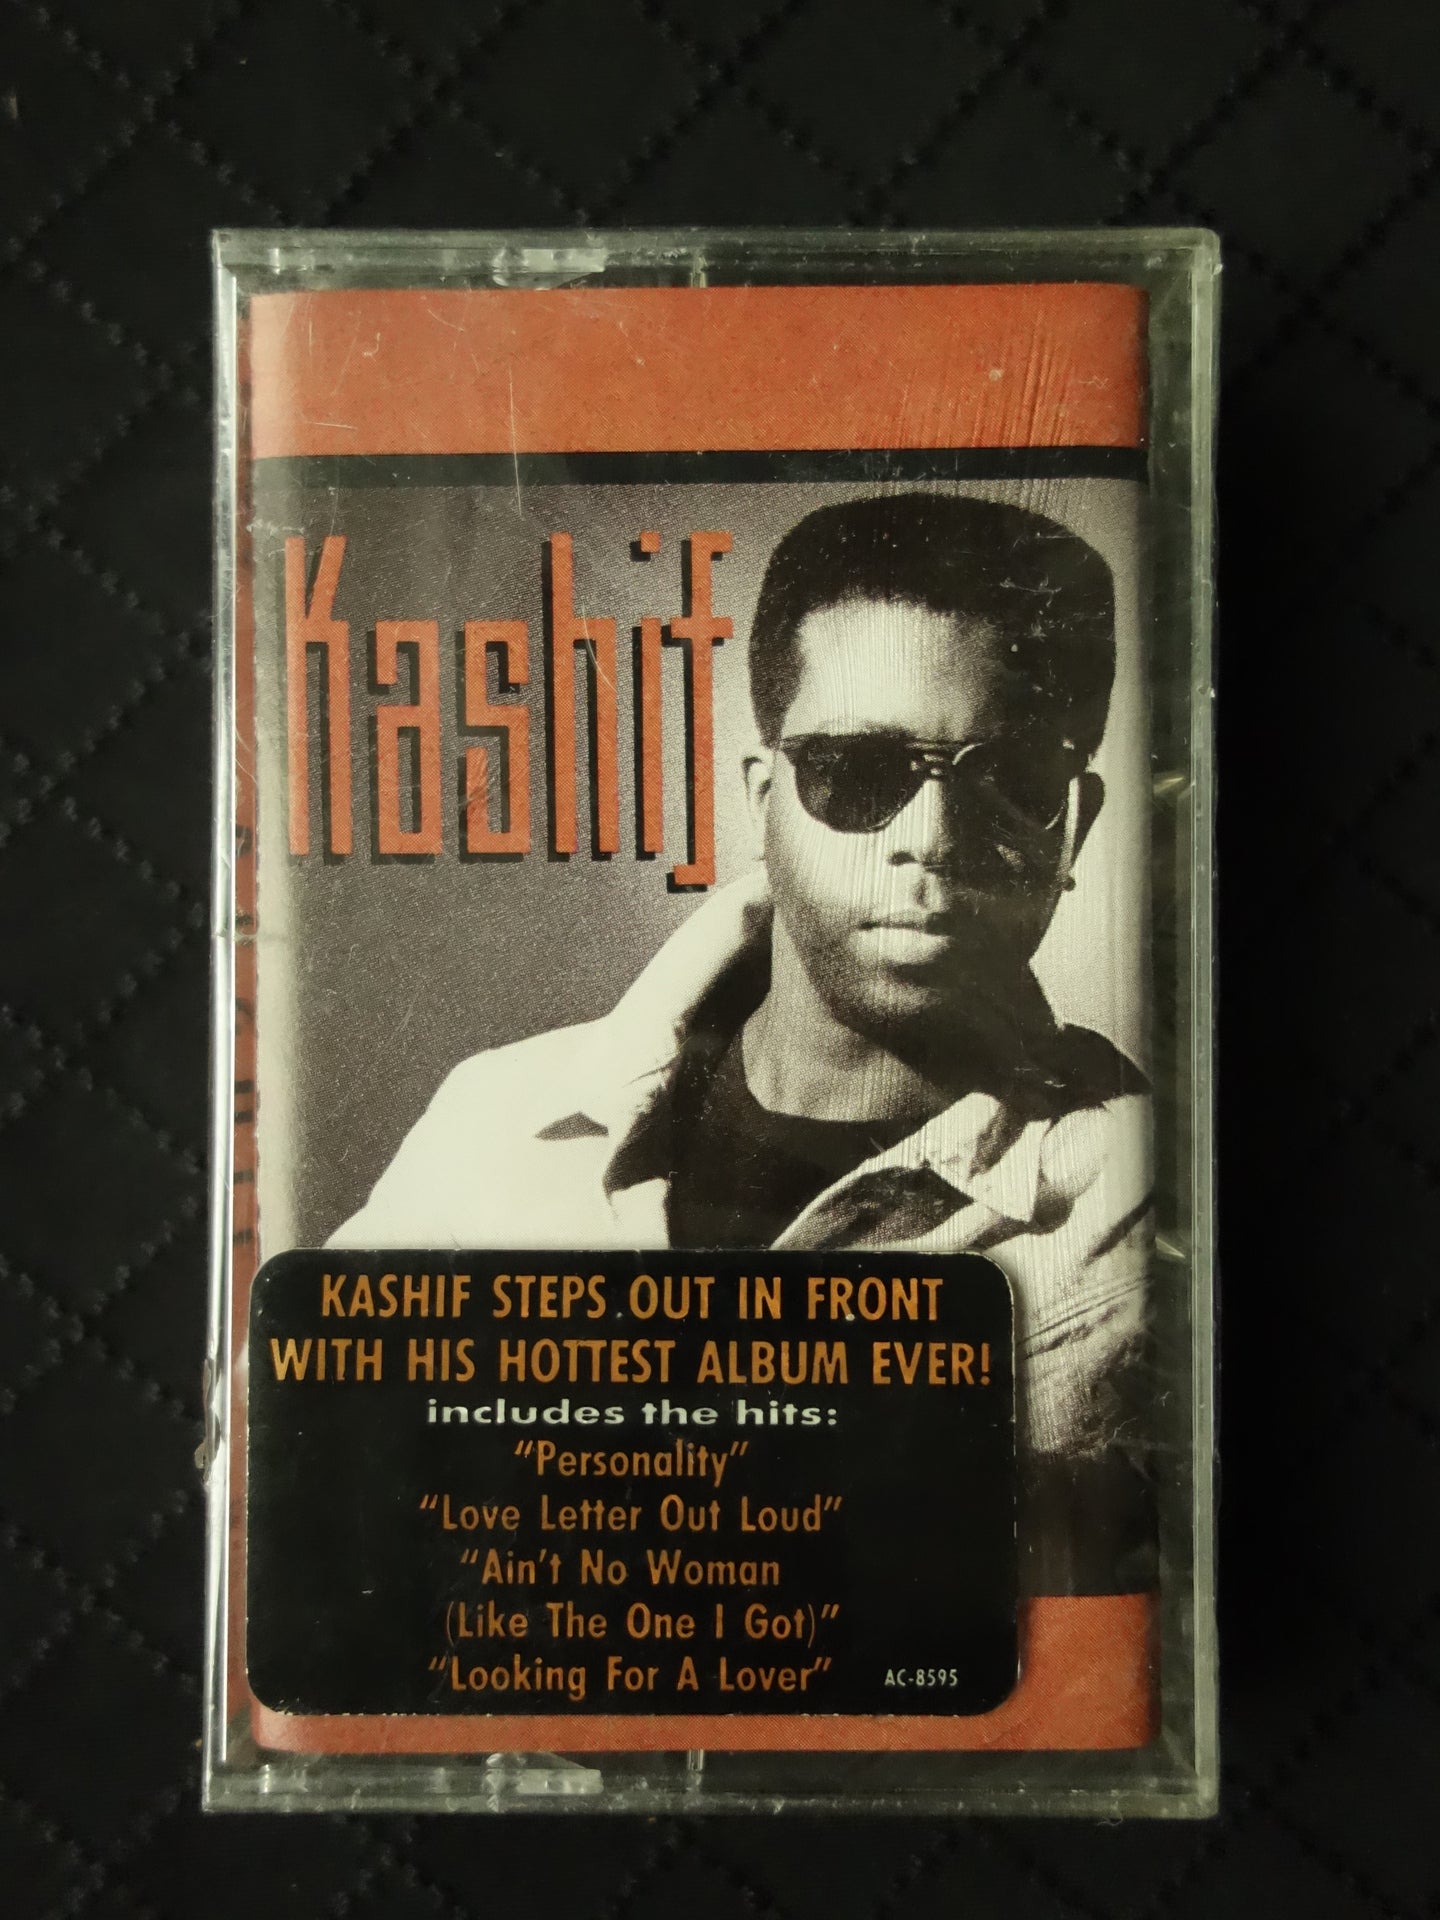 Kashif
KASHIF STEPS OUT IN FRONT
WITH HIS HOTTEST ALBUM EVER!
includes the hits:
"Personality"
"Love Letter Out Loud"
"Ain't No Woman
(Like The One I Got)"
"Looking For A Lover"
AC-8595